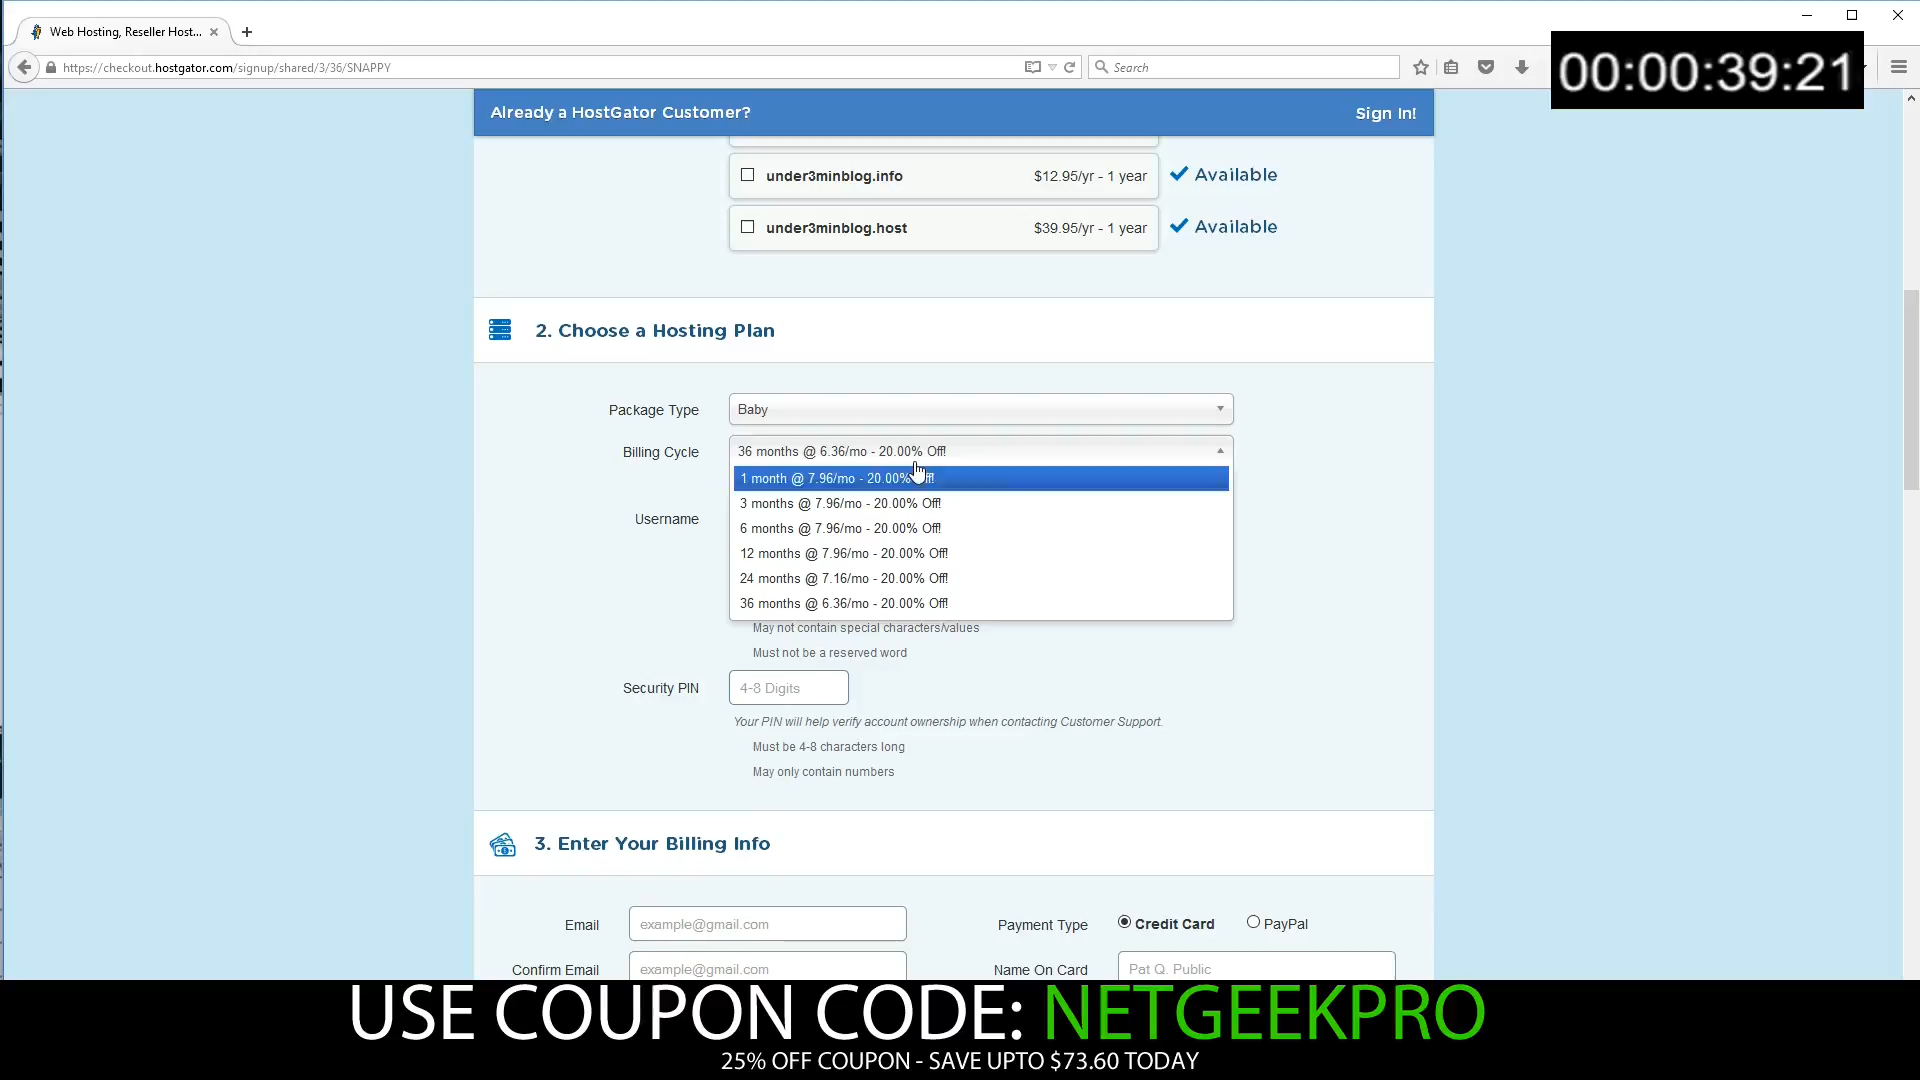 Web Hosting, Reseller Host...
https://checkout.hostgator.com/signup/shared/3/36/SNAPPY
Search
00:00:39:21
Already a HostGator Customer?
Sign In!
under3minblog.info
$12.95/yr - 1 year
Available
under3minblog.host
$39.95/yr - 1 year
Available
2. Choose a Hosting Plan
Package Type
Baby
Billing Cycle
36 months @ 6.36/mo - 20.00% Off!
1 month @ 7.96/mo - 20.00% Off!
3 months @ 7.96/mo - 20.00% Off!
Username
6 months @ 7.96/mo - 20.00% Off!
12 months @ 7.96/mo - 20.00% Off!
24 months @ 7.16/mo - 20.00% Off!
36 months @ 6.36/mo - 20.00% Off!
May not contain special characters/values
Must not be a reserved word
Security PIN
4-8 Digits
Your PIN will help verify account ownership when contacting Customer Support.
Must be 4-8 characters long
May only contain numbers
3. Enter Your Billing Info
Email
example@gmail.com
Payment Type
Credit Card
PayPal
Confirm Email
example@gmail.com
Name On Card
Pat Q. Public
USE COUPON CODE: NETGEEKPRO
25% OFF COUPON - SAVE UPTO $73.60 TODAY